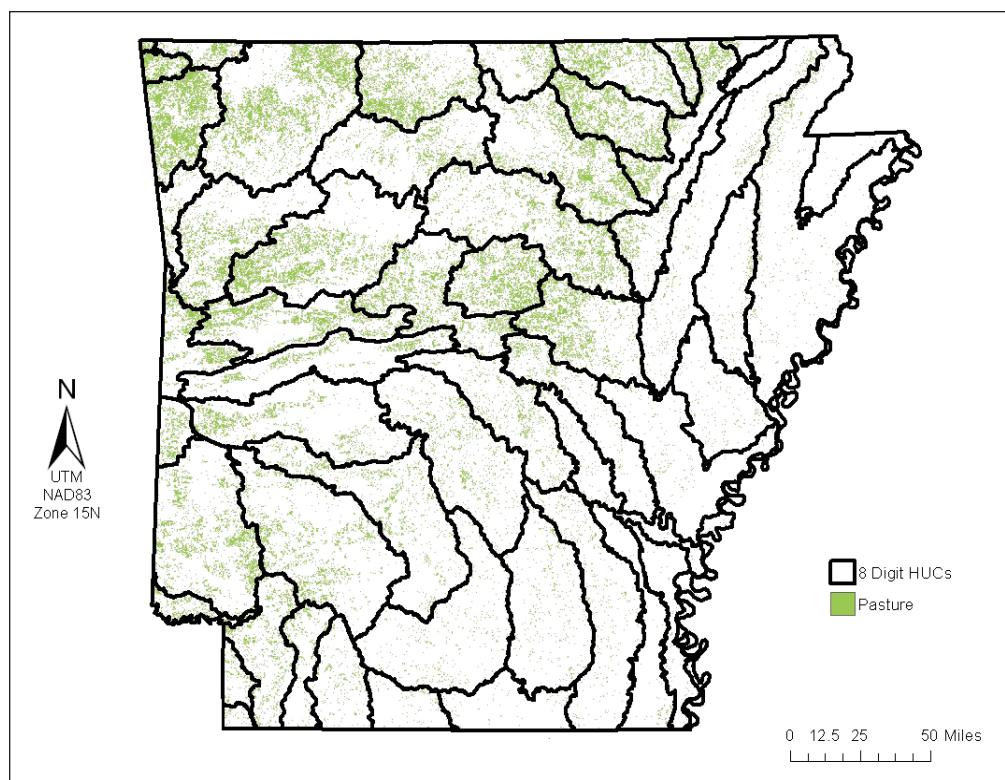 N
UTM
NAD83
Zone 15N
8 Digit HUCs
Pasture
0 12.5 25 50 Miles